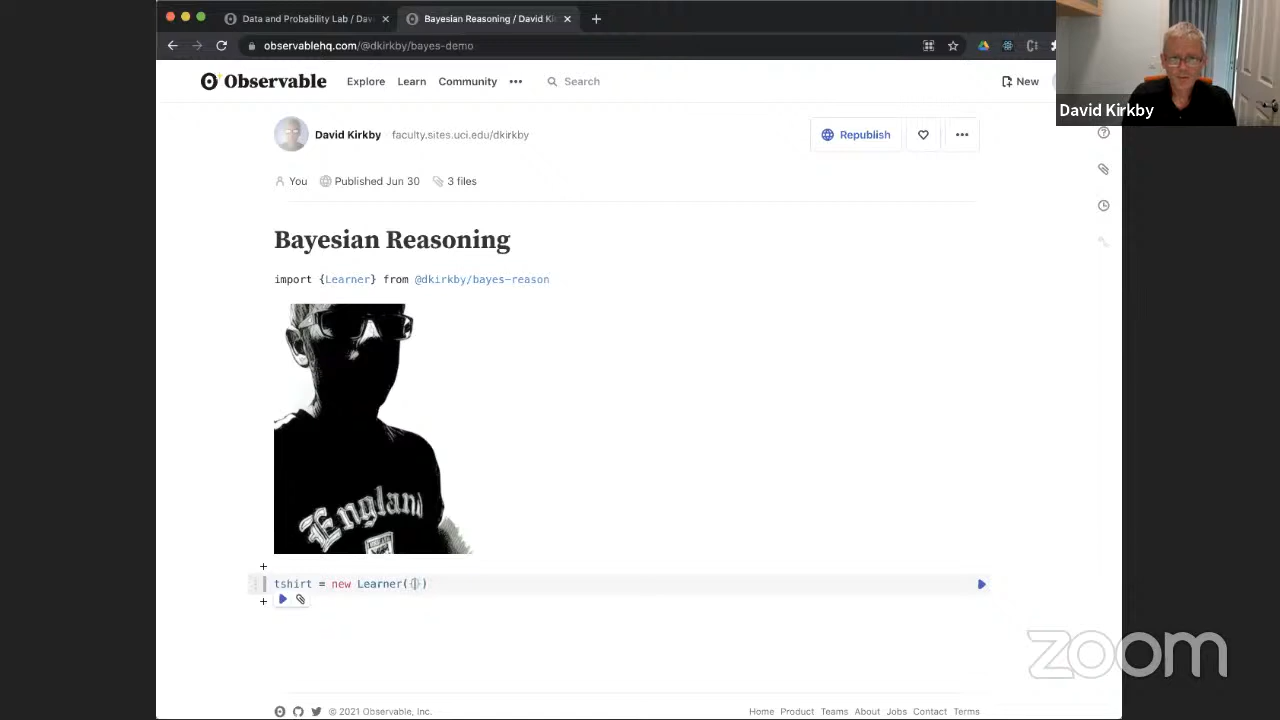 Data and Probability Lab / Dav
Bayesian Reasoning / David Ki
observablehq.com/@dkirkby/bayes-demo
David Kirkby
Observable
Explore
Learn
Community
Search
New
David Kirkby
faculty.sites.uci.edu/dkirkby
Republish
You
Published Jun 30
3 files
Bayesian Reasoning
import {Learner} from @dkirkby/bayes-reason
England
tshirt = new Learner({})
zoom
© 2021 Observable, Inc.
Home
Product
Teams
About
Jobs
Contact
Terms